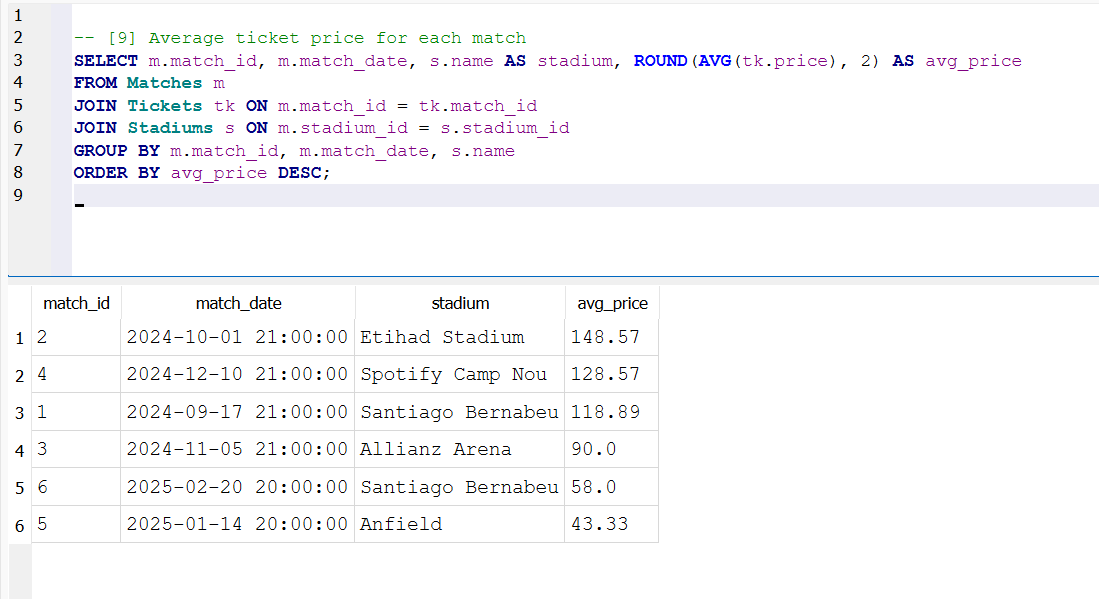 1
2 -- [9] Average ticket price for each match
3 SELECT m.match_id, m.match_date, s.name AS stadium, ROUND(AVG(tk.price), 2) AS avg_price
4 FROM Matches m
5 JOIN Tickets tk ON m.match_id = tk.match_id
6 JOIN Stadiums s ON m.stadium_id = s.stadium_id
7 GROUP BY m.match_id, m.match_date, s.name
8 ORDER BY avg_price DESC;
9
match_id match_date stadium avg_price
1 2 2024-10-01 21:00:00 Etihad Stadium 148.57
2 4 2024-12-10 21:00:00 Spotify Camp Nou 128.57
3 1 2024-09-17 21:00:00 Santiago Bernabeu 118.89
4 3 2024-11-05 21:00:00 Allianz Arena 90.0
5 6 2025-02-20 20:00:00 Santiago Bernabeu 58.0
6 5 2025-01-14 20:00:00 Anfield 43.33